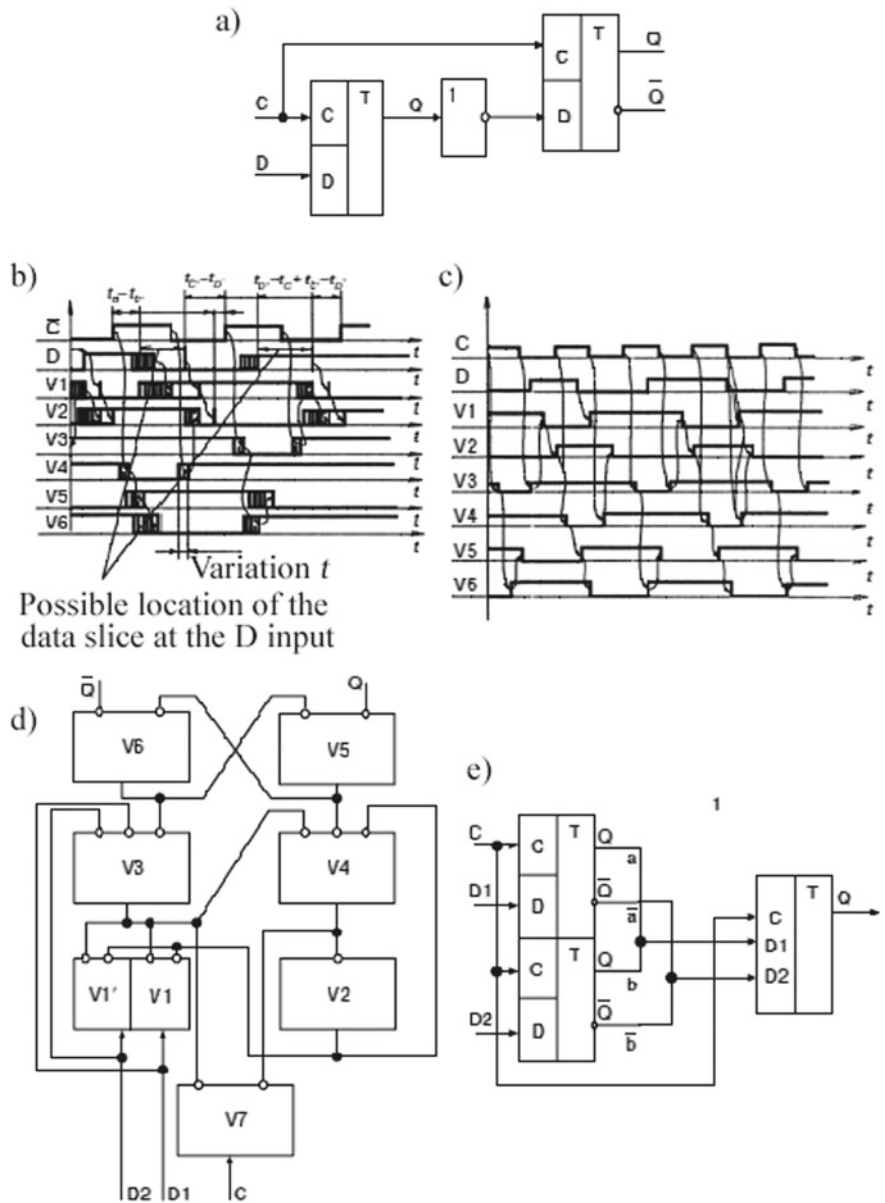 a)
C
T
Q
C
T
Q
1
C
Q̄
D
D
D
b)
c)
C̄
D
V1
V2
V3
V4
V5
V6
t
t
t
t
t
t
t
t
Variation t
Possible location of the
data slice at the D input
C
D
V1
V2
V3
V4
V5
V6
t
t
t
t
t
t
t
t
d)
Q̄
Q
V6
V5
V3
V4
V1'
V1
V2
V7
D2
D1
C
e)
1
C
C
T
Q
a
D1
D
Q̄
ā
C
T
Q
b
D2
D
Q̄
b̄
C
T
Q
D1
D2